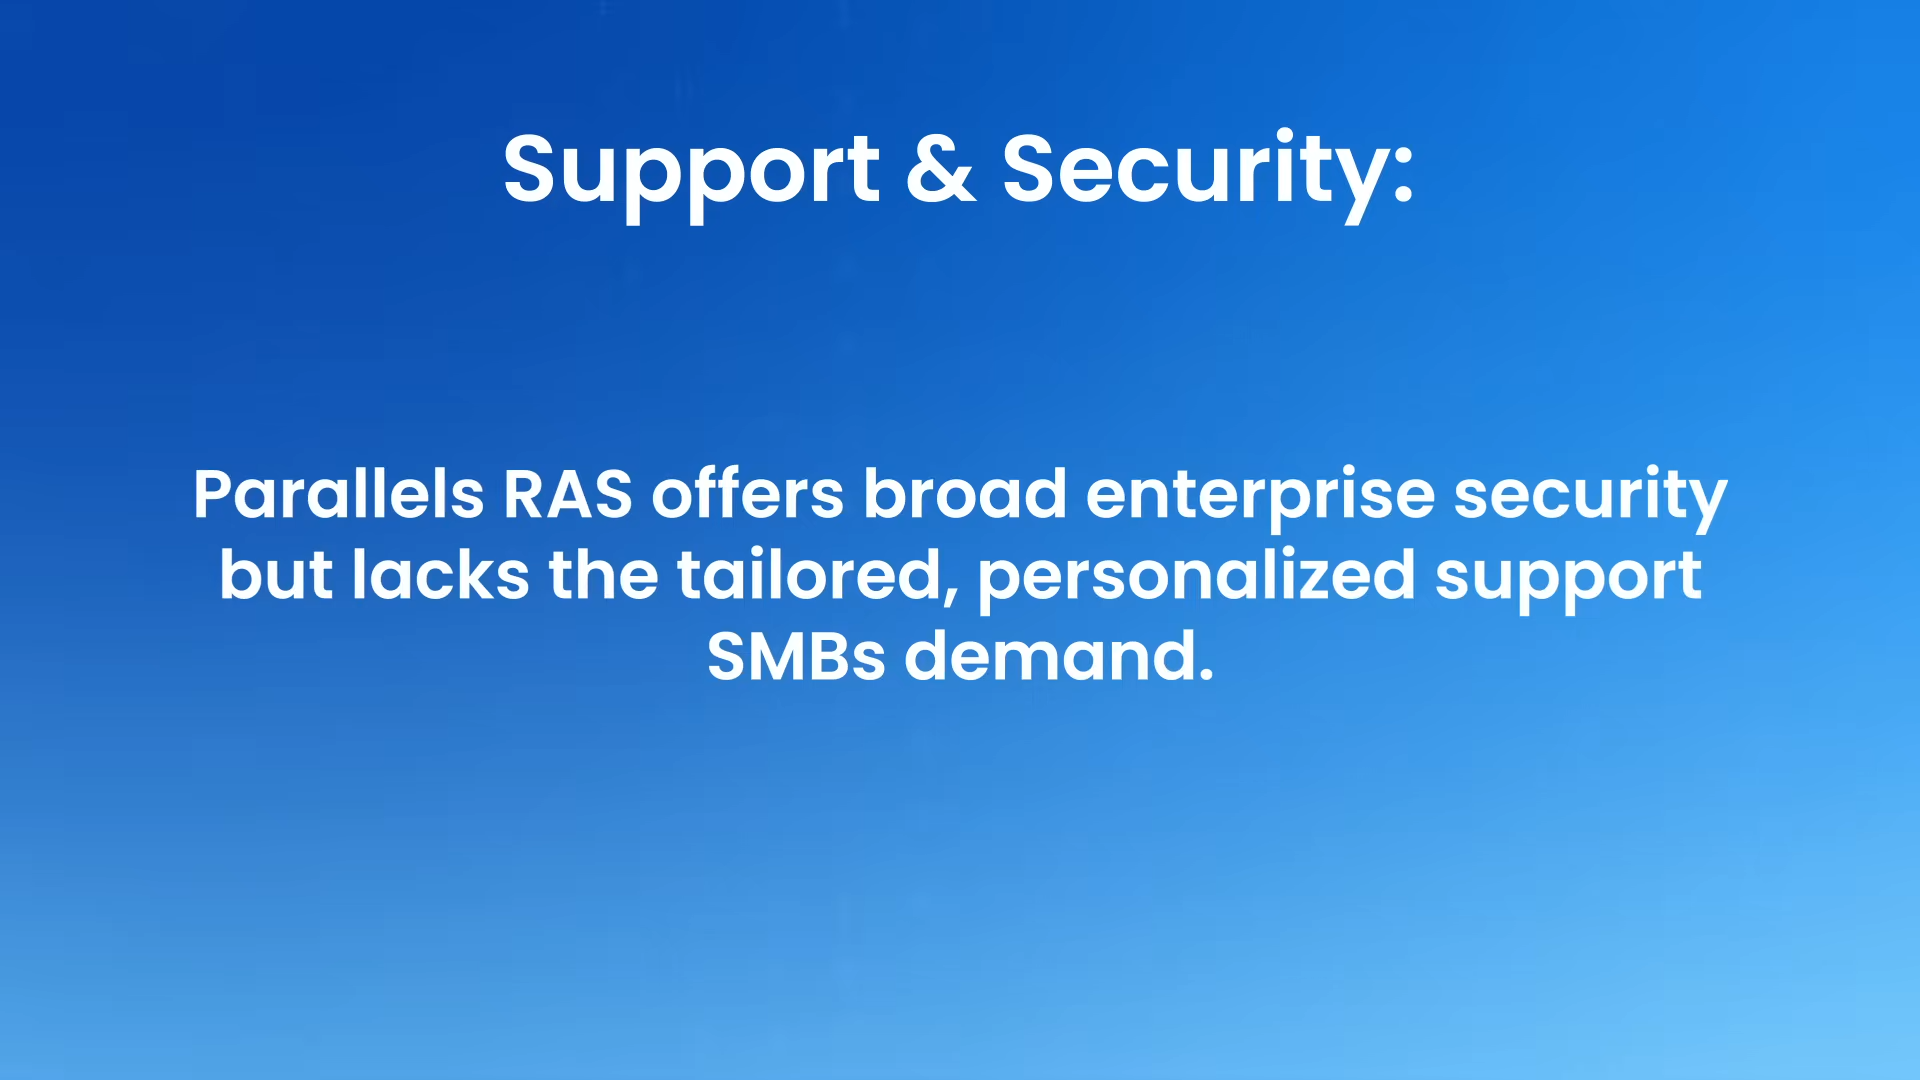 Support & Security:
Parallels RAS offers broad enterprise security
but lacks the tailored, personalized support
SMBs demand.